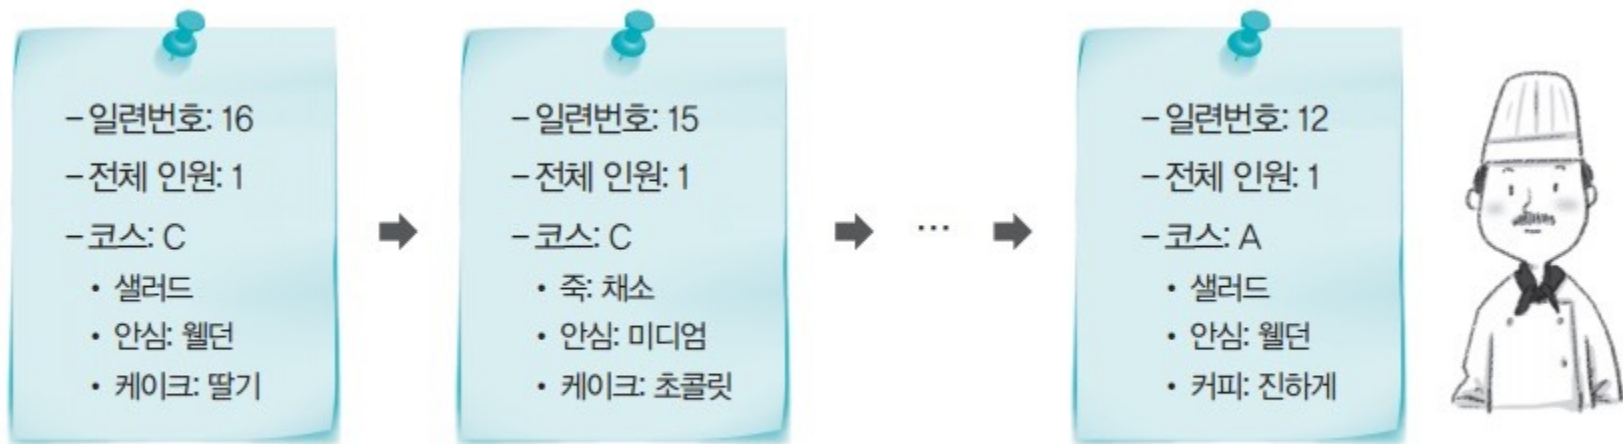 – 일련번호: 16
– 전체 인원: 1
– 코스: C
• 샐러드
• 안심: 웰던
• 케이크: 딸기
– 일련번호: 15
– 전체 인원: 1
– 코스: C
• 죽: 채소
• 안심: 미디엄
• 케이크: 초콜릿
…
– 일련번호: 12
– 전체 인원: 1
– 코스: A
• 샐러드
• 안심: 웰던
• 커피: 진하게